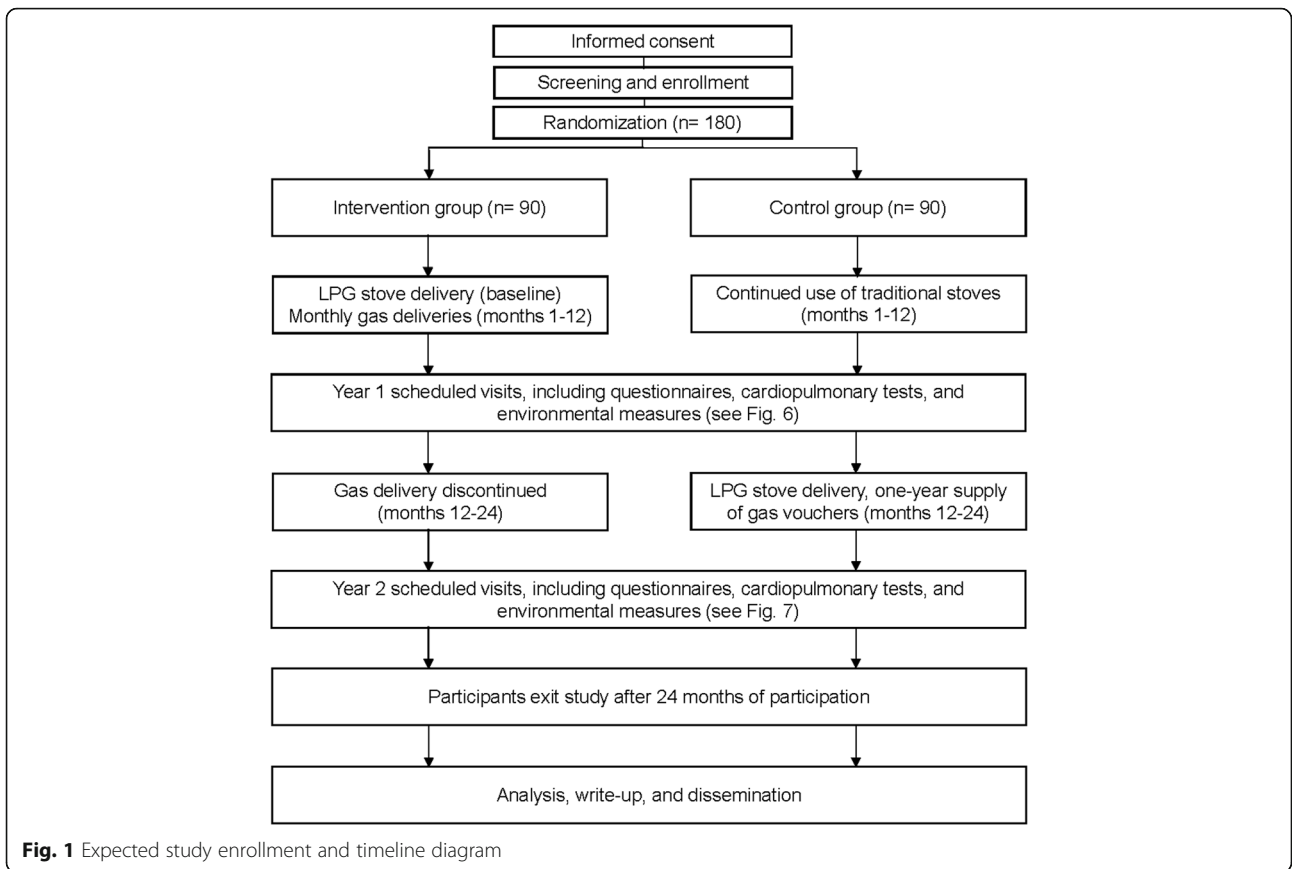 Informed consent
Screening and enrollment
Randomization (n= 180)
Intervention group (n= 90)
Control group (n= 90)
LPG stove delivery (baseline)
Monthly gas deliveries (months 1-12)
Continued use of traditional stoves
(months 1-12)
Year 1 scheduled visits, including questionnaires, cardiopulmonary tests, and
environmental measures (see Fig. 6)
Gas delivery discontinued
(months 12-24)
LPG stove delivery, one-year supply
of gas vouchers (months 12-24)
Year 2 scheduled visits, including questionnaires, cardiopulmonary tests, and
environmental measures (see Fig. 7)
Participants exit study after 24 months of participation
Analysis, write-up, and dissemination
Fig. 1 Expected study enrollment and timeline diagram